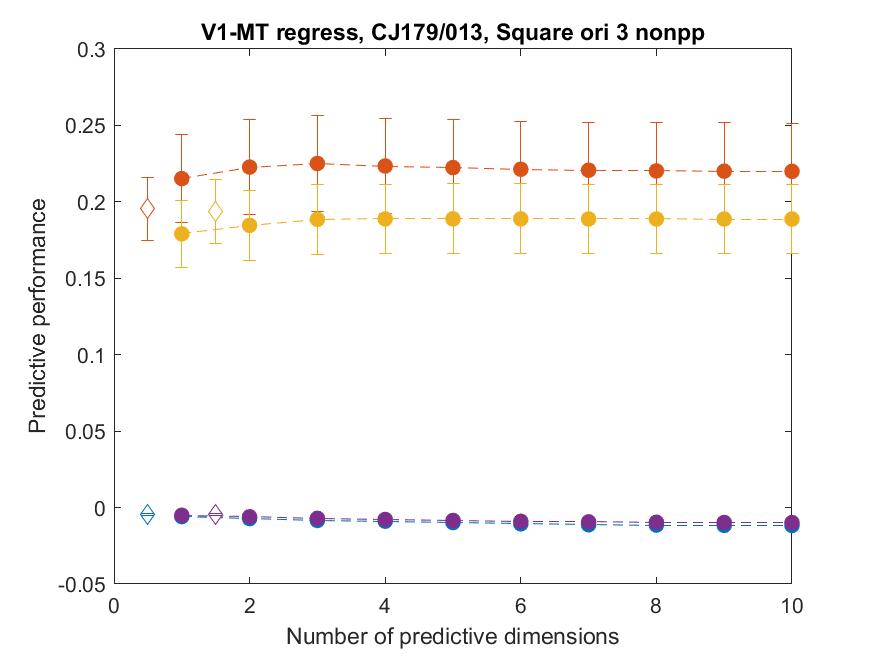 V1-MT regress, CJ179/013, Square ori 3 nonpp
0.3
0.25
0.2
0.15
0.1
0.05
0
-0.05
Predictive performance
0 2 4 6 8 10
Number of predictive dimensions